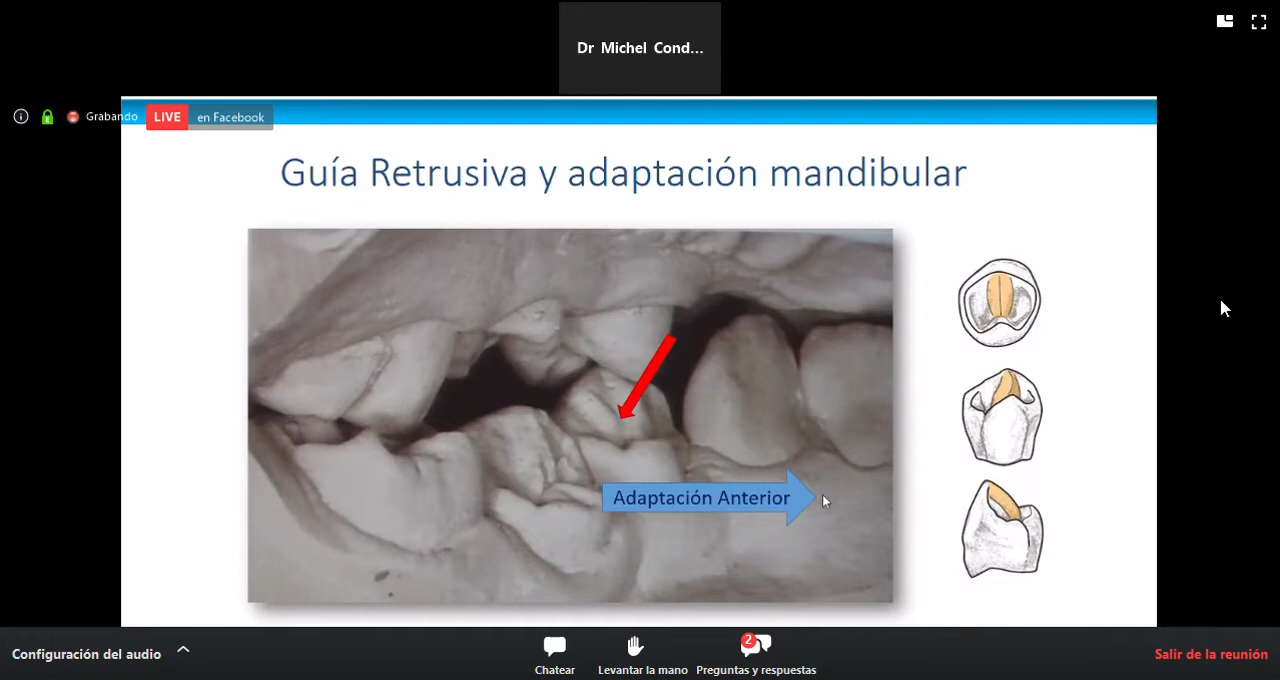 Dr Michel Cond...
Grabando
LIVE en Facebook
Guía Retrusiva y adaptación mandibular
Adaptación Anterior
Configuración del audio
2
Chatear
Levantar la mano
Preguntas y respuestas
Salir de la reunión